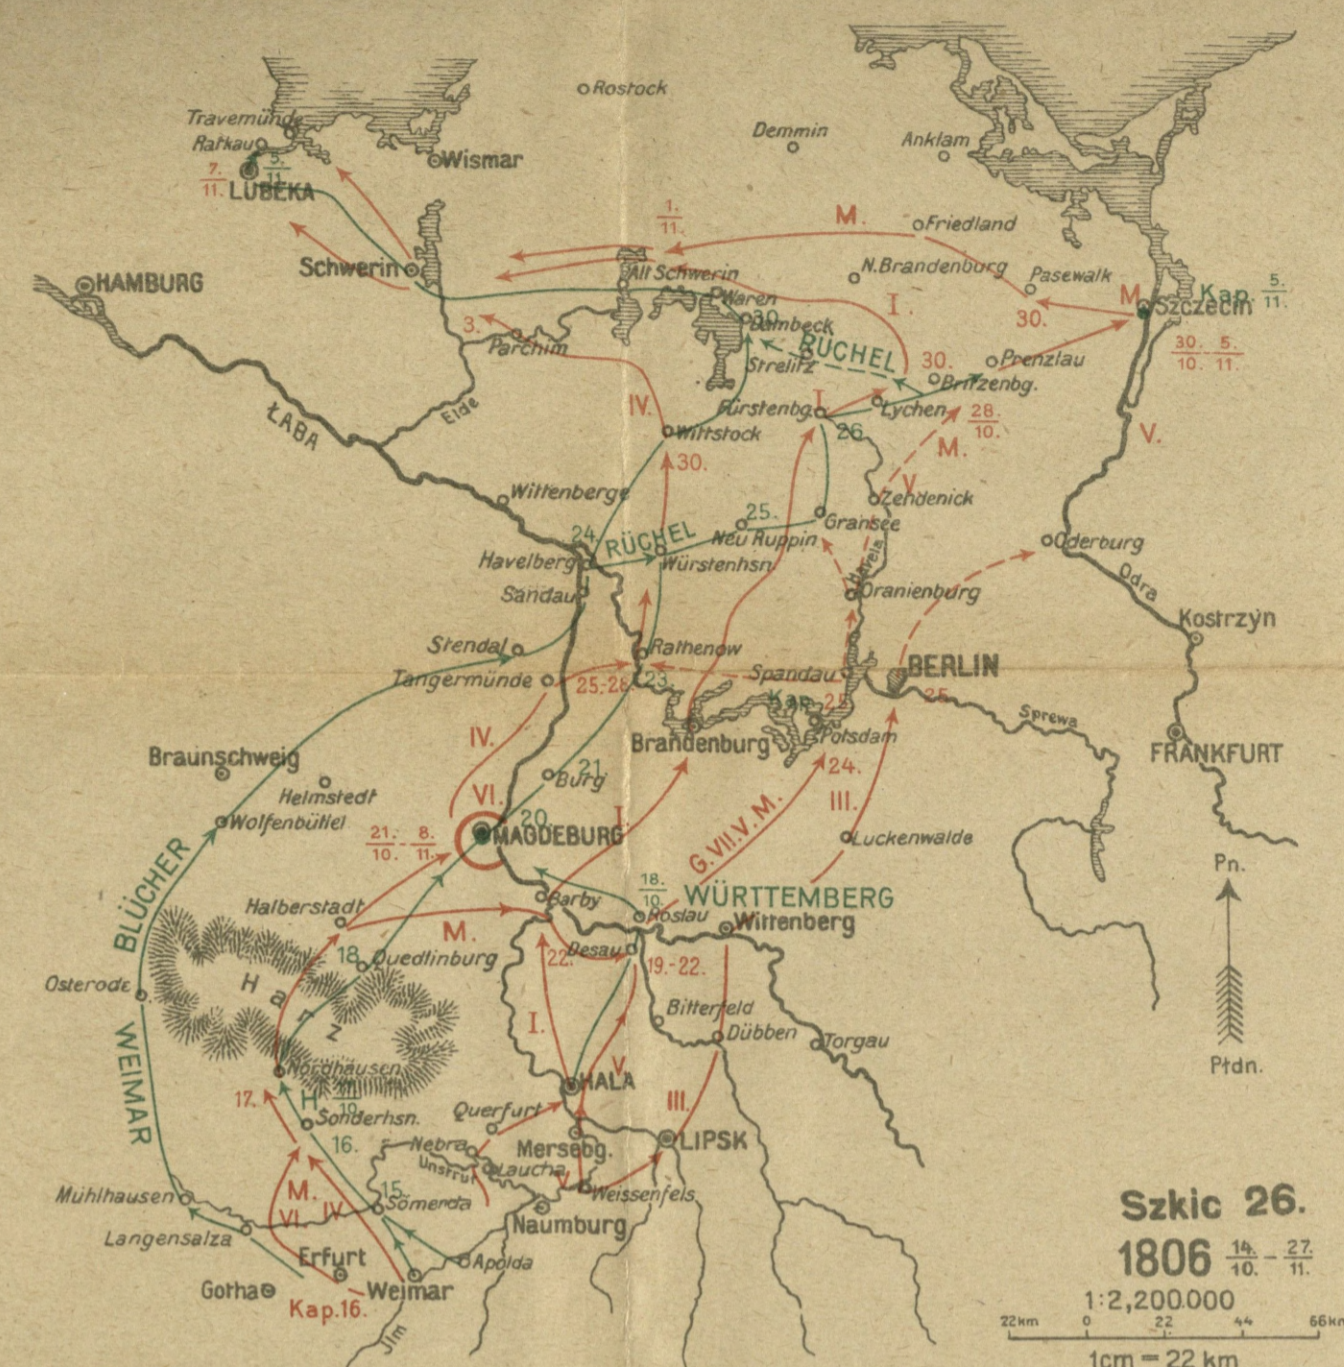 Rostock
Travemünde
Ratkau
7. 11.
5. 11.
LUBEKA
Wismar
Demmin
Anklam
1. 11.
M.
Friedland
Schwerin
HAMBURG
Alt Schwerin
N.Brandenburg
Pasewalk
Waren
I.
M.
Szczecin
Kap. 5. 11.
30.
30.
Dambeck
3.
Parchim
RÜCHEL
Strelitz
30.
Prenzlau
30. 10. - 5. 11.
Britzenbg.
Elde
ŁABA
IV.
Fürstenbg.
I.
Lychen
28. 10.
26
Wittstock
M.
V.
30.
Wittenberge
V.
Zehdenick
25.
Gransee
24.
RÜCHEL
Neu Ruppin
Havelberg
Würstenhsn.
Oderburg
Havela
Odra
Sandau
Oranienburg
Kostrzyn
Stendal
Rathenow
Tangermünde
25.-28.
23.
Spandau
BERLIN
25.
Kap.
25.
Sprewa
IV.
Brandenburg
Potsdam
FRANKFURT
Braunschweig
24.
Helmstedt
Burg
21.
VI.
III.
Wolfenbüttel
20.
MAGDEBURG
I.
21. 10. - 8. 11.
G.VII.V.M.
Luckenwalde
Pn.
BLÜCHER
18. 10.
WÜRTTEMBERG
Halberstadt
Barby
Roslau
Wittenberg
M.
18.
Quedlinburg
22.
Desau
19.-22.
Osterode
Harz
Bitterfeld
I.
Dübben
Torgau
WEIMAR
Nordhausen
V.
HALA
Ptdn.
17.
H.
Sonderhsn.
Querfurt
III.
16.
Nebra
Mersebg.
LIPSK
Unstrut
Laucha
V.
Weissenfels
Mühlhausen
M.
15.
Sömerda
VI.
IV.
Naumburg
Langensalza
Erfurt
Apolda
Gotha
Weimar
Kap.16.
Jlm
Szkic 26.
1806 14. 10. - 27. 11.
1:2,200.000
22km 0 22 44 66km
1cm = 22 km